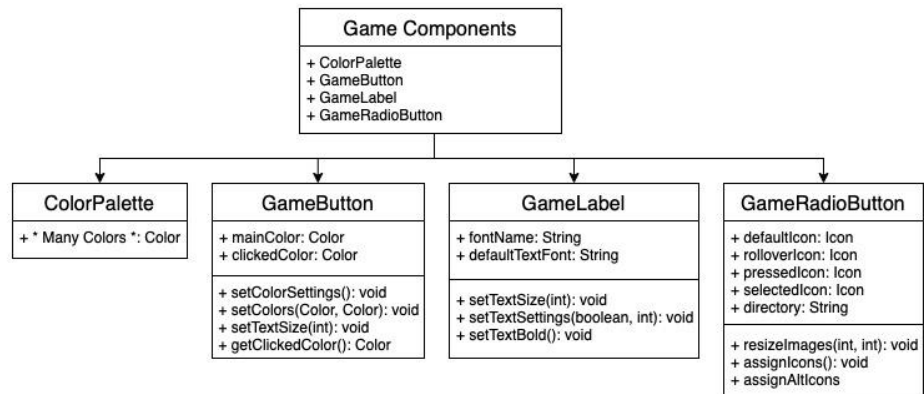 Game Components
+ ColorPalette
+ GameButton
+ GameLabel
+ GameRadioButton
ColorPalette
+ * Many Colors *: Color
GameButton
+ mainColor: Color
+ clickedColor: Color
+ setColorSettings(): void
+ setColors(Color, Color): void
+ setTextSize(int): void
+ getClickedColor(): Color
GameLabel
+ fontName: String
+ defaultTextFont: String
+ setTextSize(int): void
+ setTextSettings(boolean, int): void
+ setTextBold(): void
GameRadioButton
+ defaultIcon: Icon
+ rolloverIcon: Icon
+ pressedIcon: Icon
+ selectedIcon: Icon
+ directory: String
+ resizeImages(int, int): void
+ assignIcons(): void
+ assignAltIcons